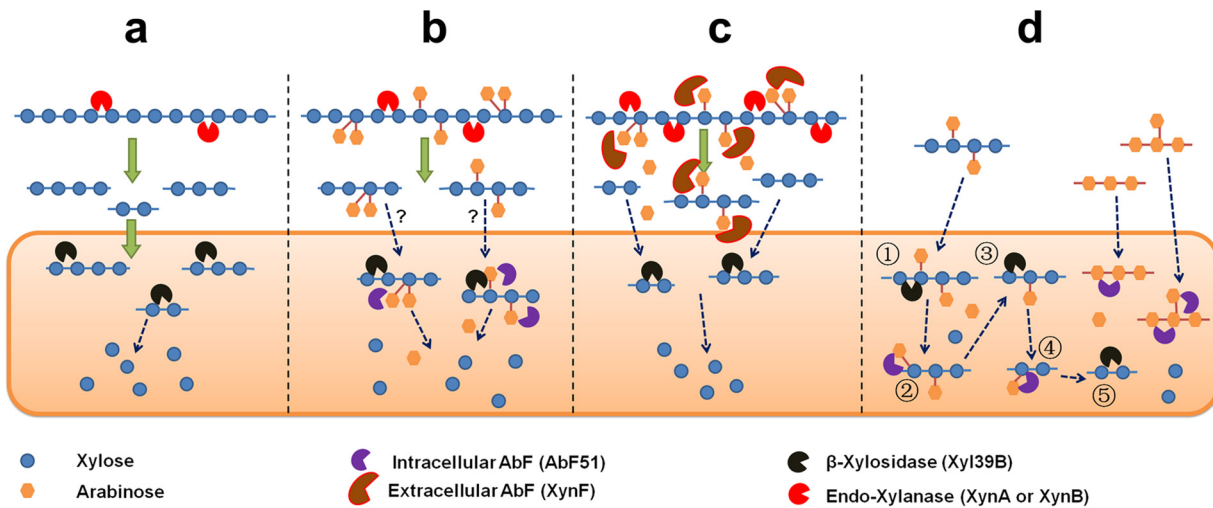 a b c d
? ?
① ③
④
② ⑤
Xylose Intracellular AbF (AbF51) β-Xylosidase (Xyl39B)
Arabinose Extracellular AbF (XynF) Endo-Xylanase (XynA or XynB)